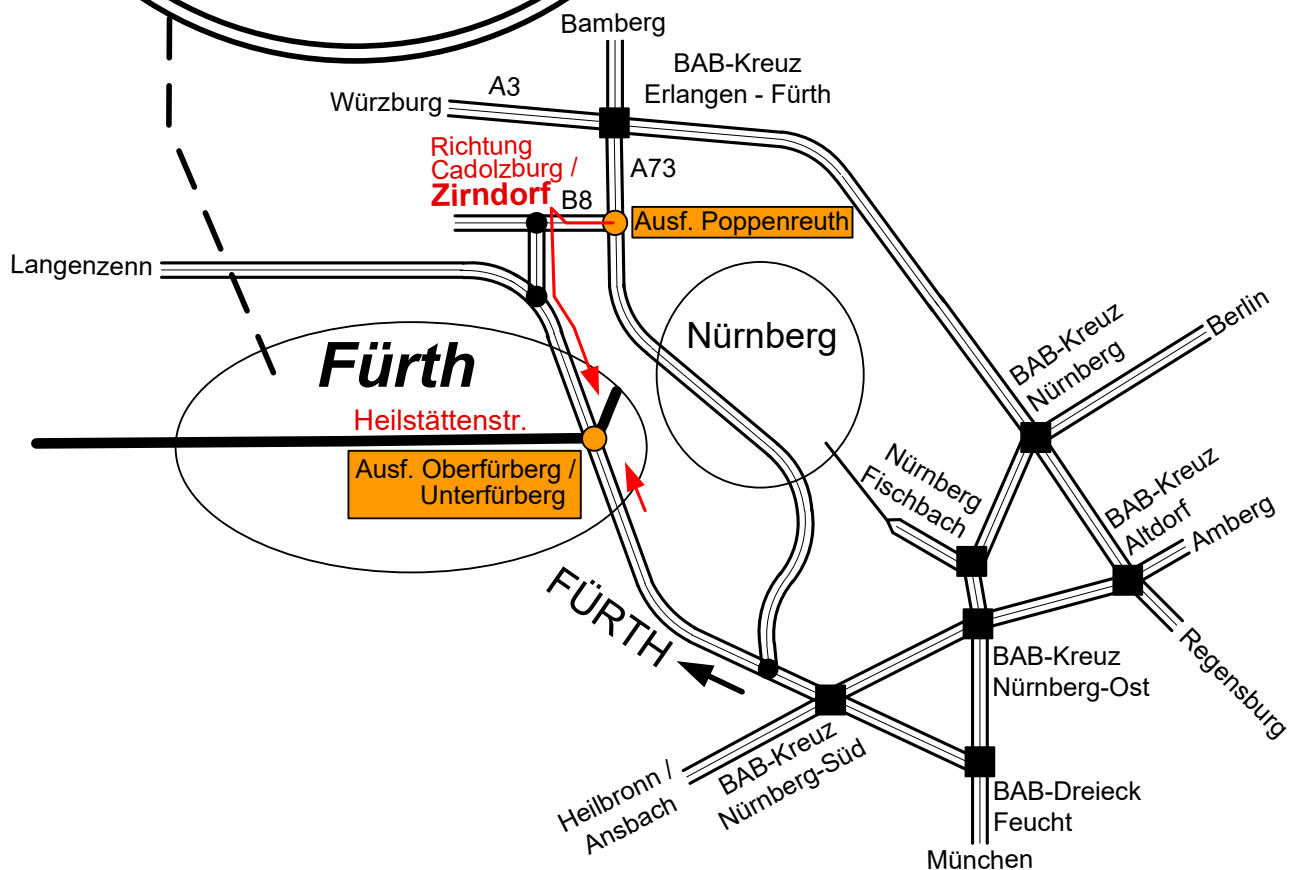 Bamberg
BAB-Kreuz
Erlangen - Fürth
A3
Würzburg
Richtung
Cadolzburg /
Zirndorf
A73
B8
Ausf. Poppenreuth
Langenzenn
Nürnberg
Fürth
Heilstättenstr.
Ausf. Oberfürberg /
Unterfürberg
BAB-Kreuz
Nürnberg
Berlin
Nürnberg
Fischbach
BAB-Kreuz
Altdorf
Amberg
FÜRTH
BAB-Kreuz
Nürnberg-Ost
Regensburg
Heilbronn /
Ansbach
BAB-Kreuz
Nürnberg-Süd
BAB-Dreieck
Feucht
München